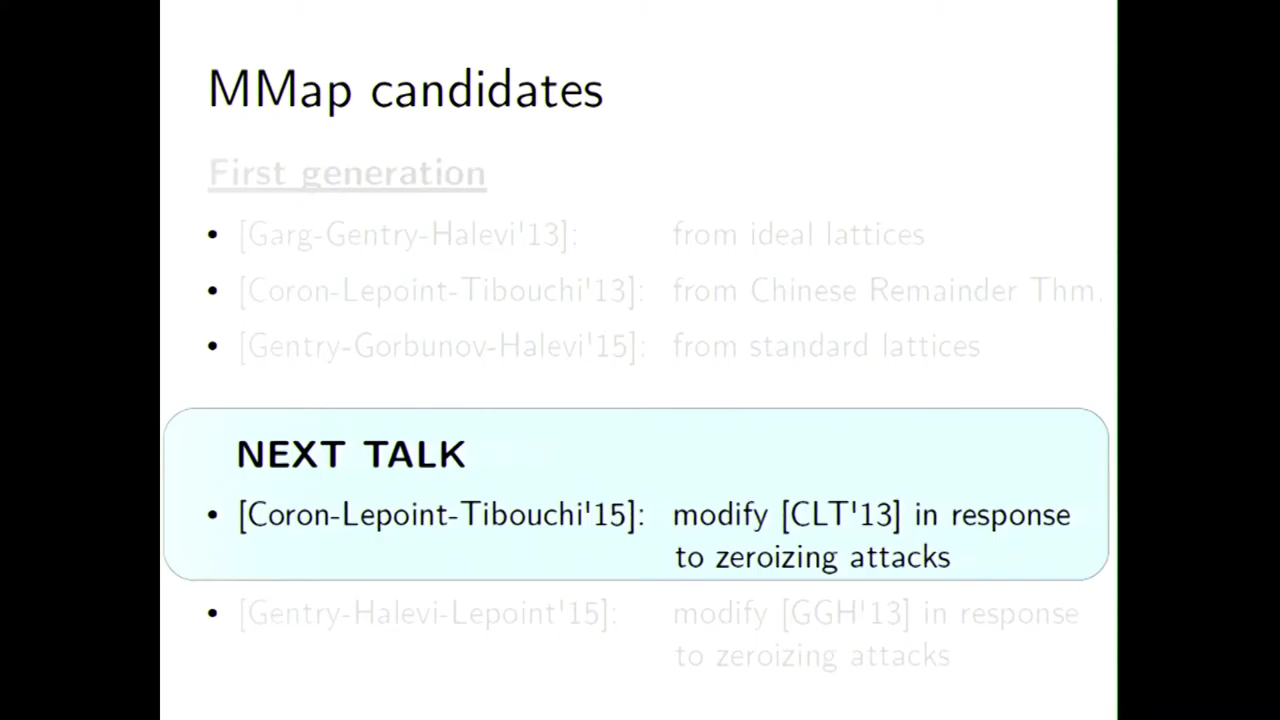 MMap candidates
First generation
• [Garg-Gentry-Halevi'13]: from ideal lattices
• [Coron-Lepoint-Tibouchi'13]: from Chinese Remainder Thm.
• [Gentry-Gorbunov-Halevi'15]: from standard lattices
NEXT TALK
• [Coron-Lepoint-Tibouchi'15]: modify [CLT'13] in response
to zeroizing attacks
• [Gentry-Halevi-Lepoint'15]: modify [GGH'13] in response
to zeroizing attacks